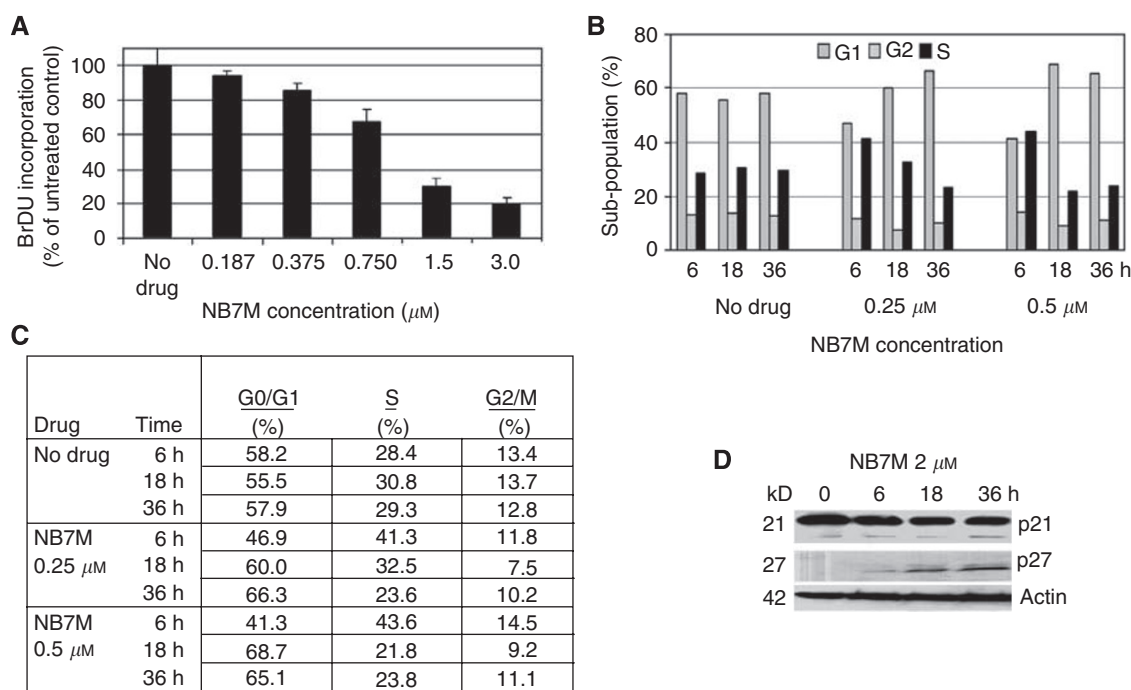 A
BrDU incorporation
(% of untreated control)
100
80
60
40
20
0
No drug 0.187 0.375 0.750 1.5 3.0
NB7M concentration (μM)
B
Sub-population (%)
80
60
40
20
0
G1 G2 S
6 18 36 6 18 36 6 18 36 h
No drug 0.25 μM 0.5 μM
NB7M concentration
C
G0/G1 S G2/M
Drug Time (%) (%) (%)
No drug 6 h 58.2 28.4 13.4
18 h 55.5 30.8 13.7
36 h 57.9 29.3 12.8
NB7M 6 h 46.9 41.3 11.8
0.25 μM 18 h 60.0 32.5 7.5
36 h 66.3 23.6 10.2
NB7M 6 h 41.3 43.6 14.5
0.5 μM 18 h 68.7 21.8 9.2
36 h 65.1 23.8 11.1
D
NB7M 2 μM
kD 0 6 18 36 h
21 p21
27 p27
42 Actin